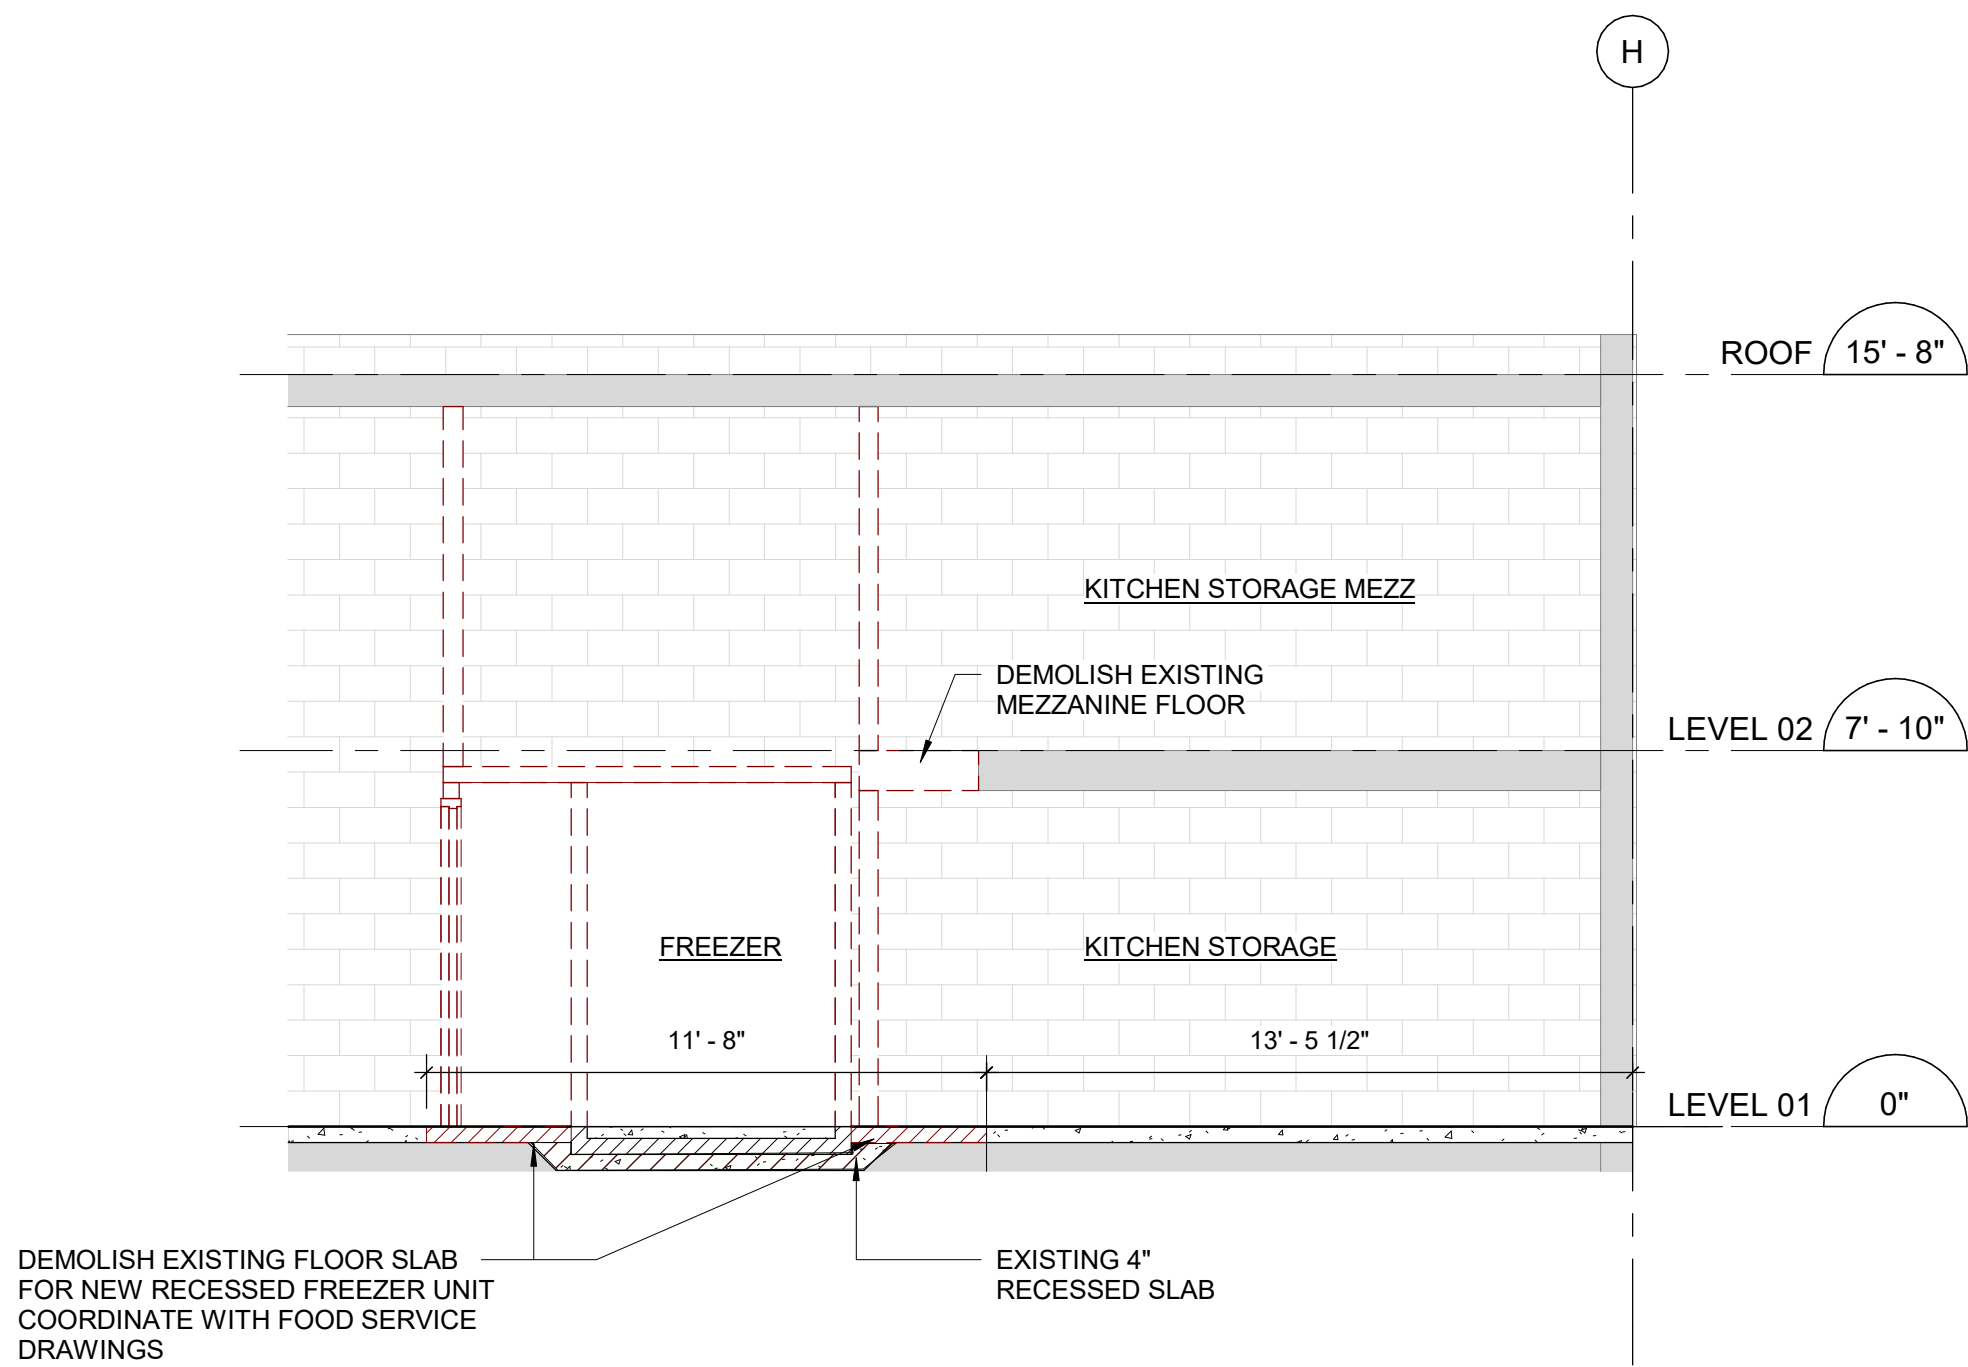 H
ROOF 15' - 8"
KITCHEN STORAGE MEZZ
DEMOLISH EXISTING
MEZZANINE FLOOR
LEVEL 02 7' - 10"
FREEZER
KITCHEN STORAGE
11' - 8"
13' - 5 1/2"
LEVEL 01 0"
DEMOLISH EXISTING FLOOR SLAB
FOR NEW RECESSED FREEZER UNIT
COORDINATE WITH FOOD SERVICE
DRAWINGS
EXISTING 4"
RECESSED SLAB